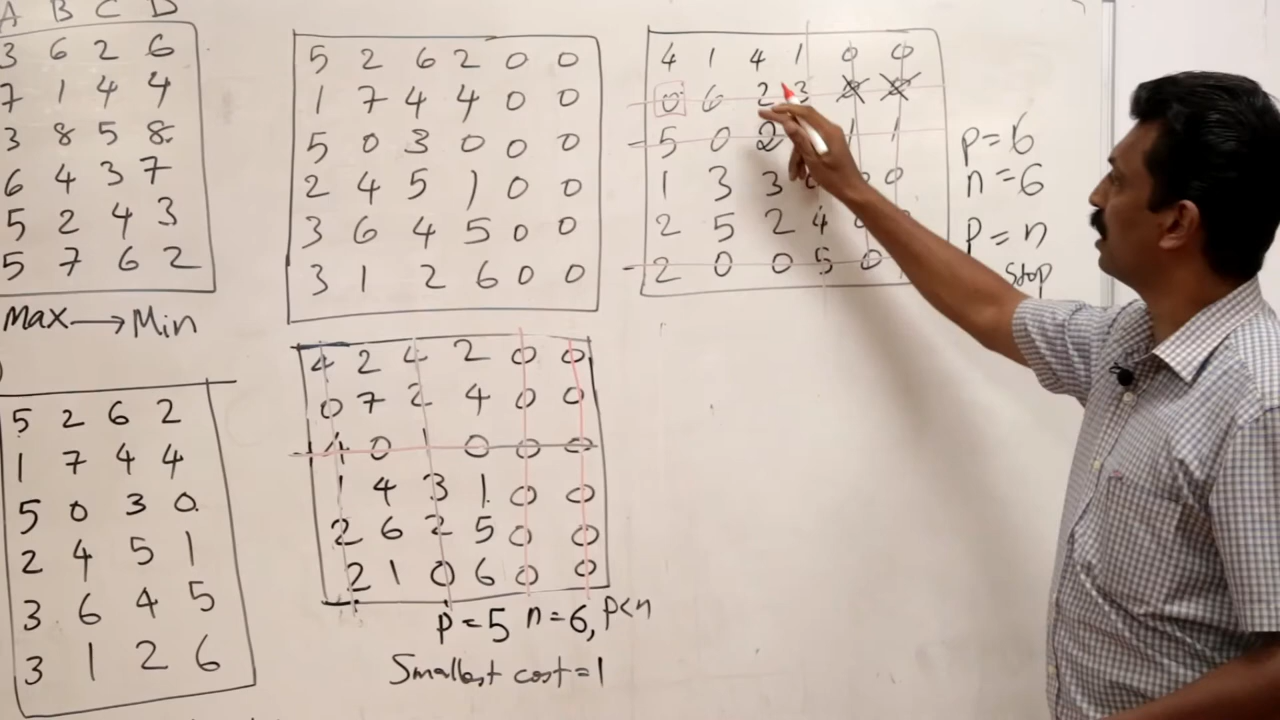 A B C D
3 6 2 6
7 1 4 4
3 8 5 8
6 4 3 7
5 2 4 3
5 7 6 2
Max → Min
5 2 6 2
1 7 4 4
5 0 3 0
2 4 5 1
3 6 4 5
3 1 2 6
5 2 6 2 0 0
1 7 4 4 0 0
5 0 3 0 0 0
2 4 5 1 0 0
3 6 4 5 0 0
3 1 2 6 0 0
4 2 4 2 0 0
0 7 2 4 0 0
4 0 1 0 0 0
1 4 3 1 0 0
2 6 2 5 0 0
2 1 0 6 0 0
P = 5 n = 6, P < n
Smallest cost = 1
4 1 4 1 0 0
0 6 2 3 0 0
5 0 2 1 1
1 3 3 0 0 0
2 5 2 4 0
2 0 0 5 0
P = 6
n = 6
P = n
Stop